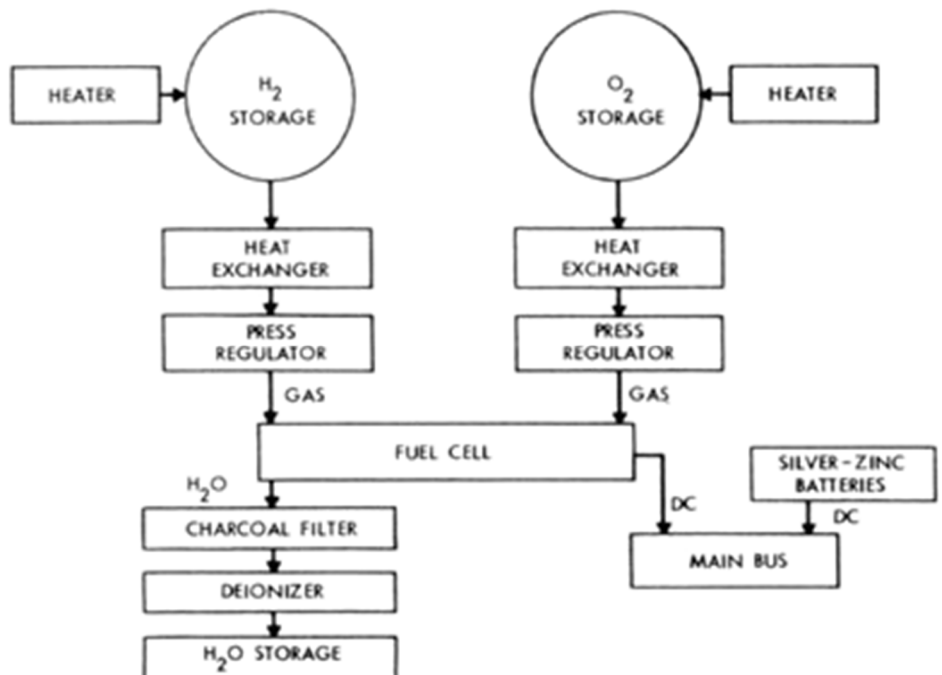 HEATER
H2
STORAGE
O2
STORAGE
HEATER
HEAT
EXCHANGER
HEAT
EXCHANGER
PRESS
REGULATOR
PRESS
REGULATOR
GAS
GAS
FUEL CELL
SILVER-ZINC
BATTERIES
H2O
DC
DC
CHARCOAL FILTER
MAIN BUS
DEIONIZER
H2O STORAGE